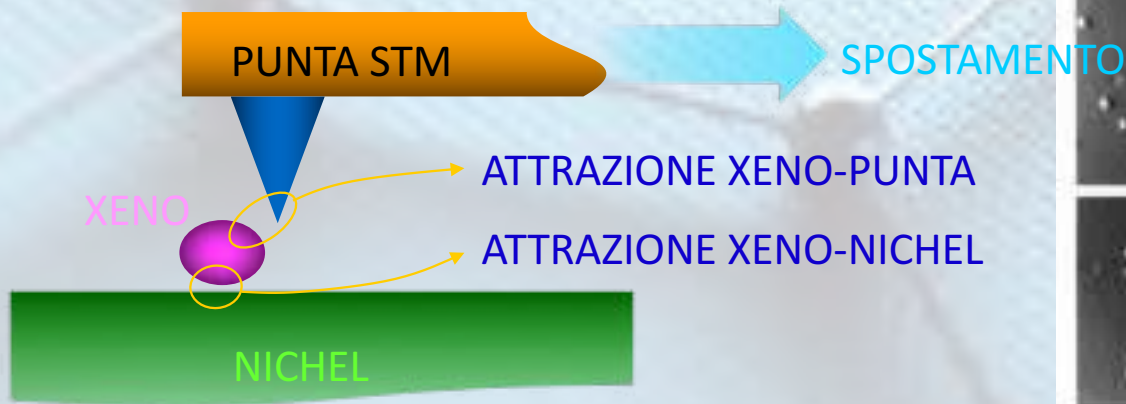 PUNTA STM
SPOSTAMENTO
ATTRAZIONE XENO-PUNTA
XENO
ATTRAZIONE XENO-NICHEL
NICHEL